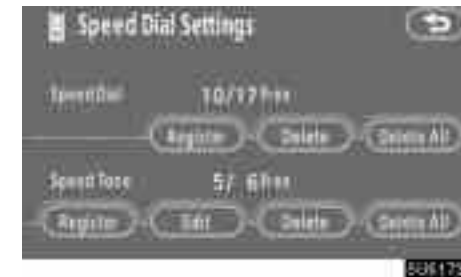 Speed Dial Settings
Speed Dial 10/17 free
Register Delete Delete All
Speed Tone 5/ 6 free
Register Edit Delete Delete All